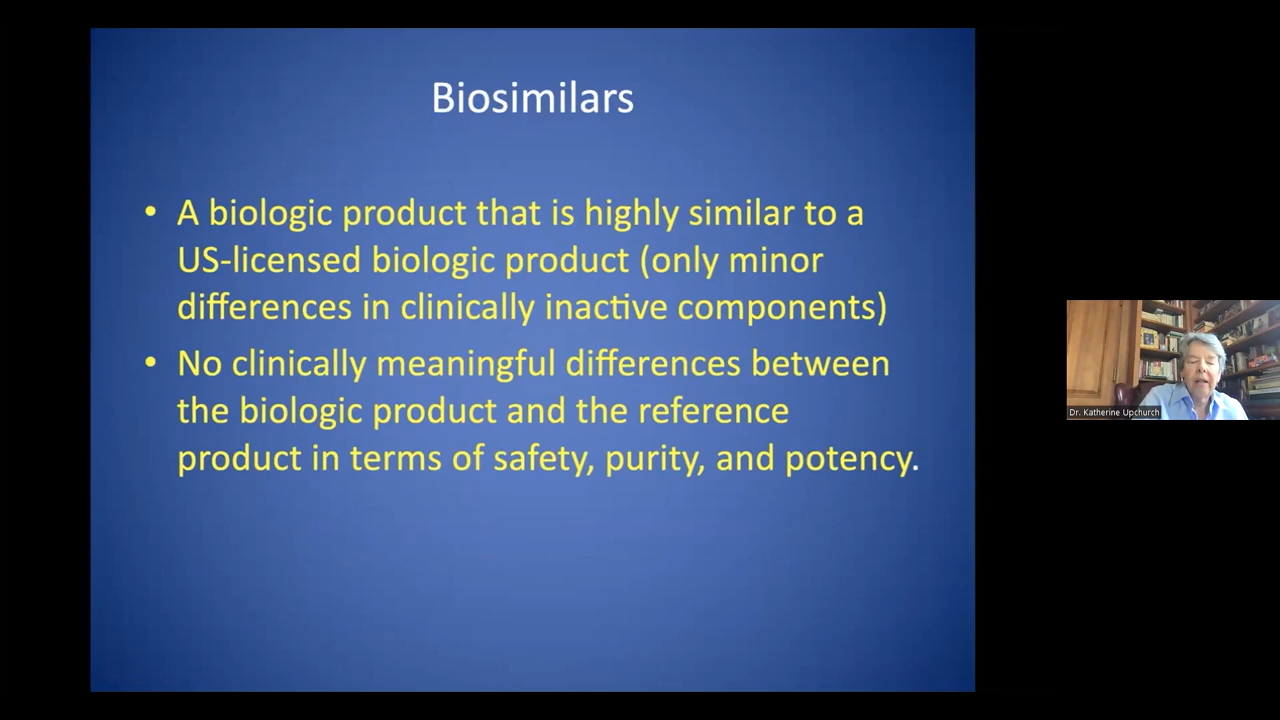 Biosimilars
• A biologic product that is highly similar to a
US-licensed biologic product (only minor
differences in clinically inactive components)
• No clinically meaningful differences between
the biologic product and the reference
product in terms of safety, purity, and potency.
Dr. Katherine Upchurch